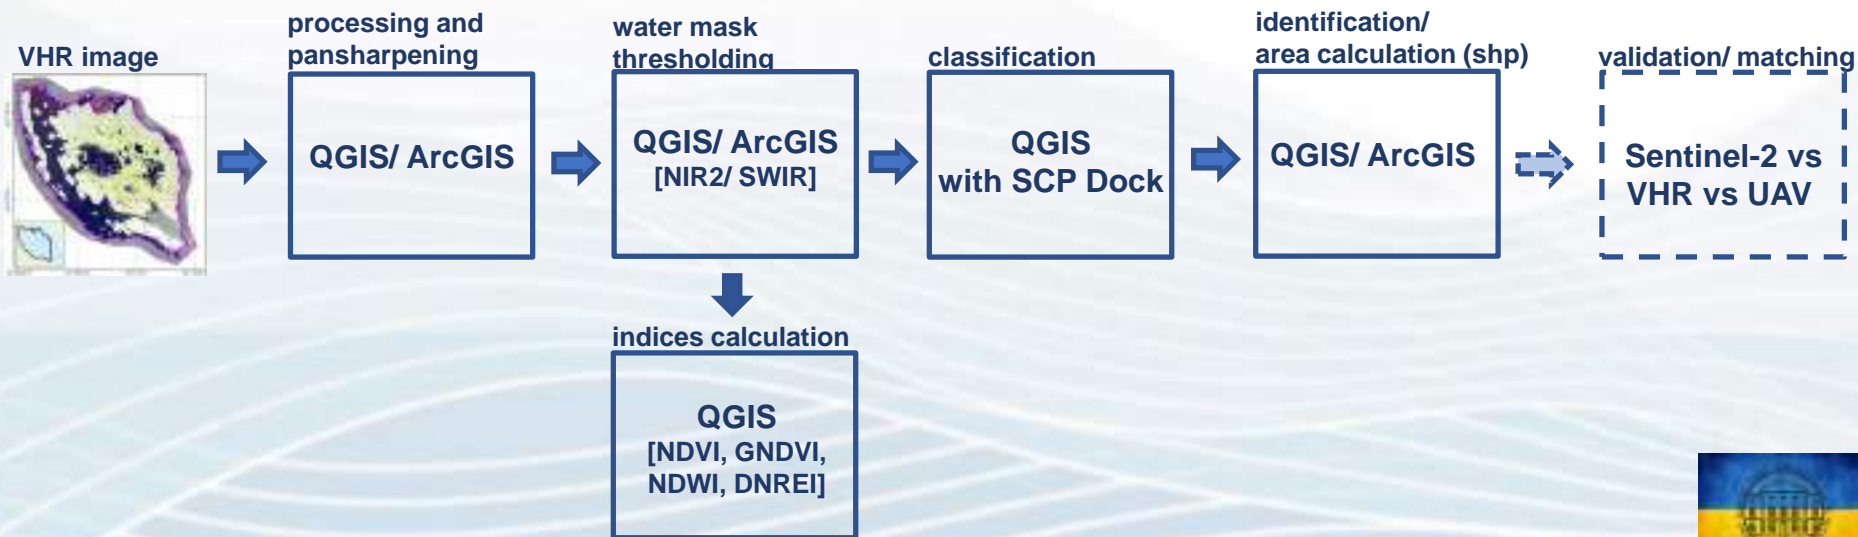 VHR image
processing and
pansharpening
QGIS/ ArcGIS
water mask
thresholding
QGIS/ ArcGIS
[NIR2/ SWIR]
indices calculation
QGIS
[NDVI, GNDVI,
NDWI, DNREI]
classification
QGIS
with SCP Dock
identification/
area calculation (shp)
QGIS/ ArcGIS
validation/ matching
Sentinel-2 vs
VHR vs UAV